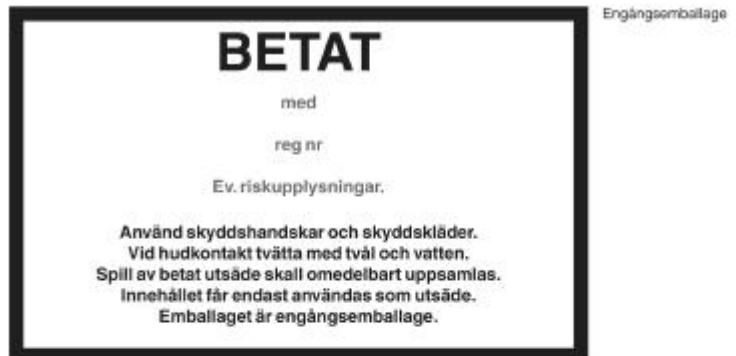 Engångsemballage
BETAT
med
reg nr
Ev. riskupplysningar.
Använd skyddshandskar och skyddskläder.
Vid hudkontakt tvätta med tvål och vatten.
Spill av betat utsäde skall omedelbart uppsamlas.
Innehållet får endast användas som utsäde.
Emballaget är engångsemballage.